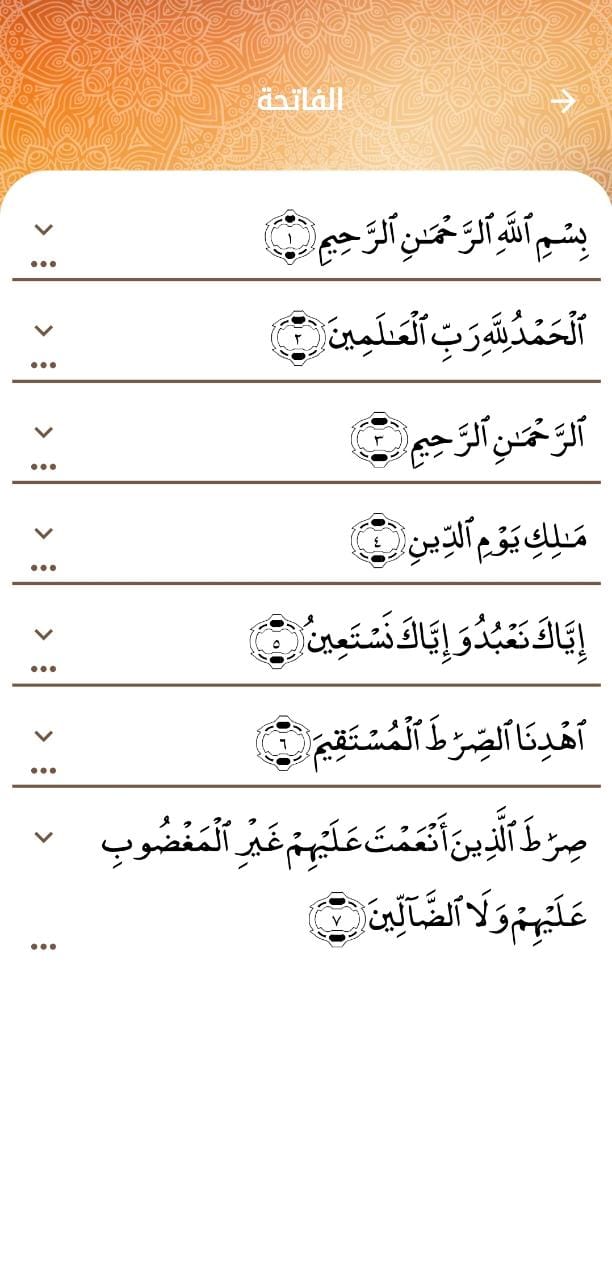 الفاتحة
بِسْمِ ٱللَّهِ ٱلرَّحْمَـٰنِ ٱلرَّحِيمِ ١
ٱلْحَمْدُ لِلَّهِ رَبِّ ٱلْعَـٰلَمِينَ ٢
ٱلرَّحْمَـٰنِ ٱلرَّحِيمِ ٣
مَـٰلِكِ يَوْمِ ٱلدِّينِ ٤
إِيَّاكَ نَعْبُدُ وَإِيَّاكَ نَسْتَعِينُ ٥
ٱهْدِنَا ٱلصِّرَٰطَ ٱلْمُسْتَقِيمَ ٦
صِرَٰطَ ٱلَّذِينَ أَنْعَمْتَ عَلَيْهِمْ غَيْرِ ٱلْمَغْضُوبِ
عَلَيْهِمْ وَلَا ٱلضَّآلِّينَ ٧